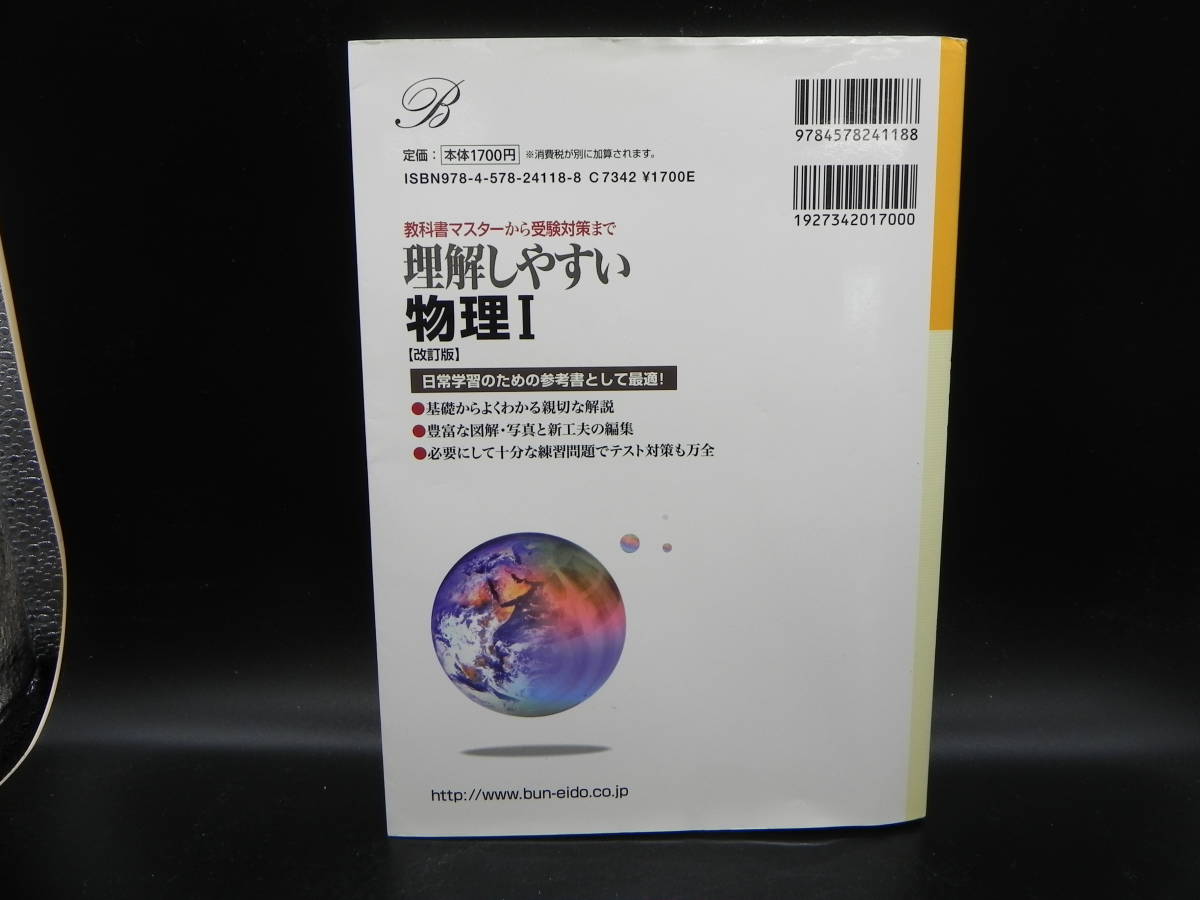 B
9784578241188
定価：本体1700円 ※消費税が別に加算されます。
ISBN978-4-578-24118-8 C7342 ¥1700E
1927342017000
教科書マスターから受験対策まで
理解しやすい
物理I
【改訂版】
日常学習のための参考書として最適！
●基礎からよくわかる親切な解説
●豊富な図解・写真と新工夫の編集
●必要にして十分な練習問題でテスト対策も万全
http://www.bun-eido.co.jp